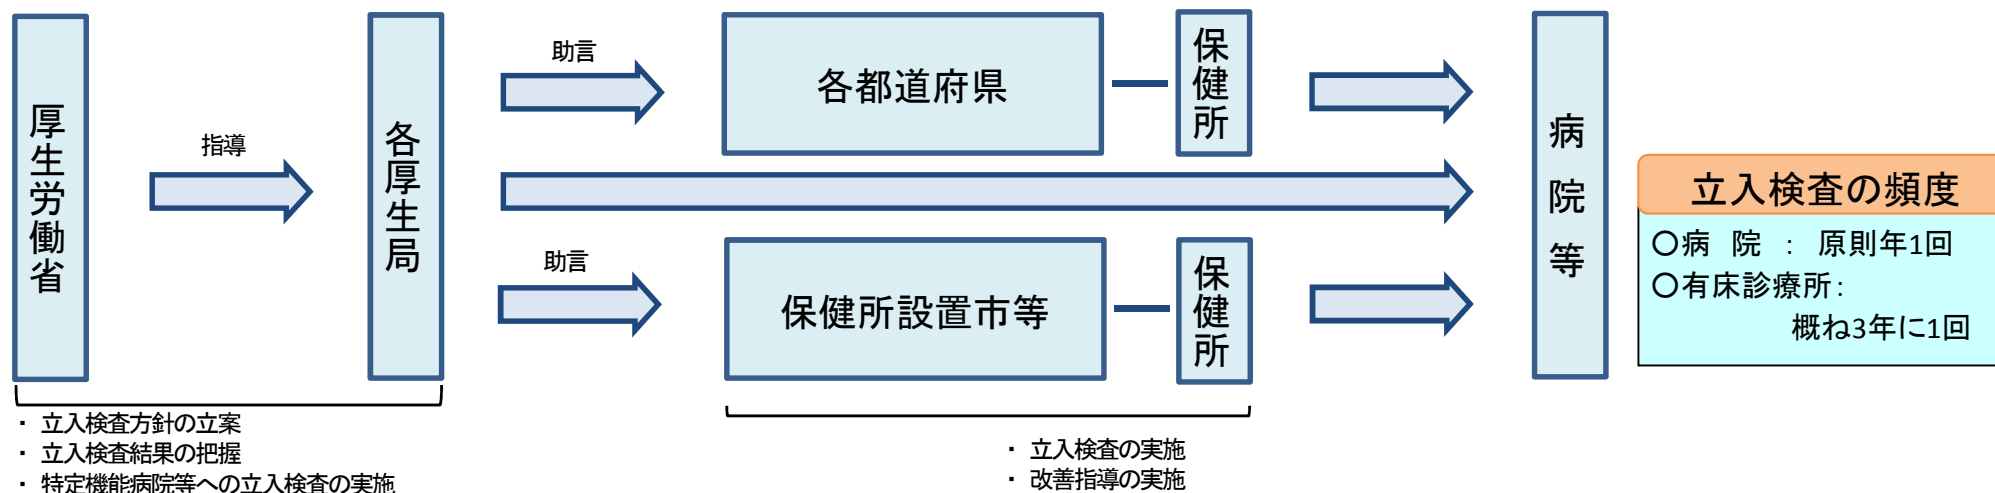 厚生労働省
指導
各厚生局
助言
各都道府県
保健所
助言
保健所設置市等
保健所
病院等
立入検査の頻度
〇病　院　：　原則年1回
〇有床診療所：
概ね3年に1回
・ 立入検査方針の立案
・ 立入検査結果の把握
・ 特定機能病院等への立入検査の実施
・ 立入検査の実施
・ 改善指導の実施